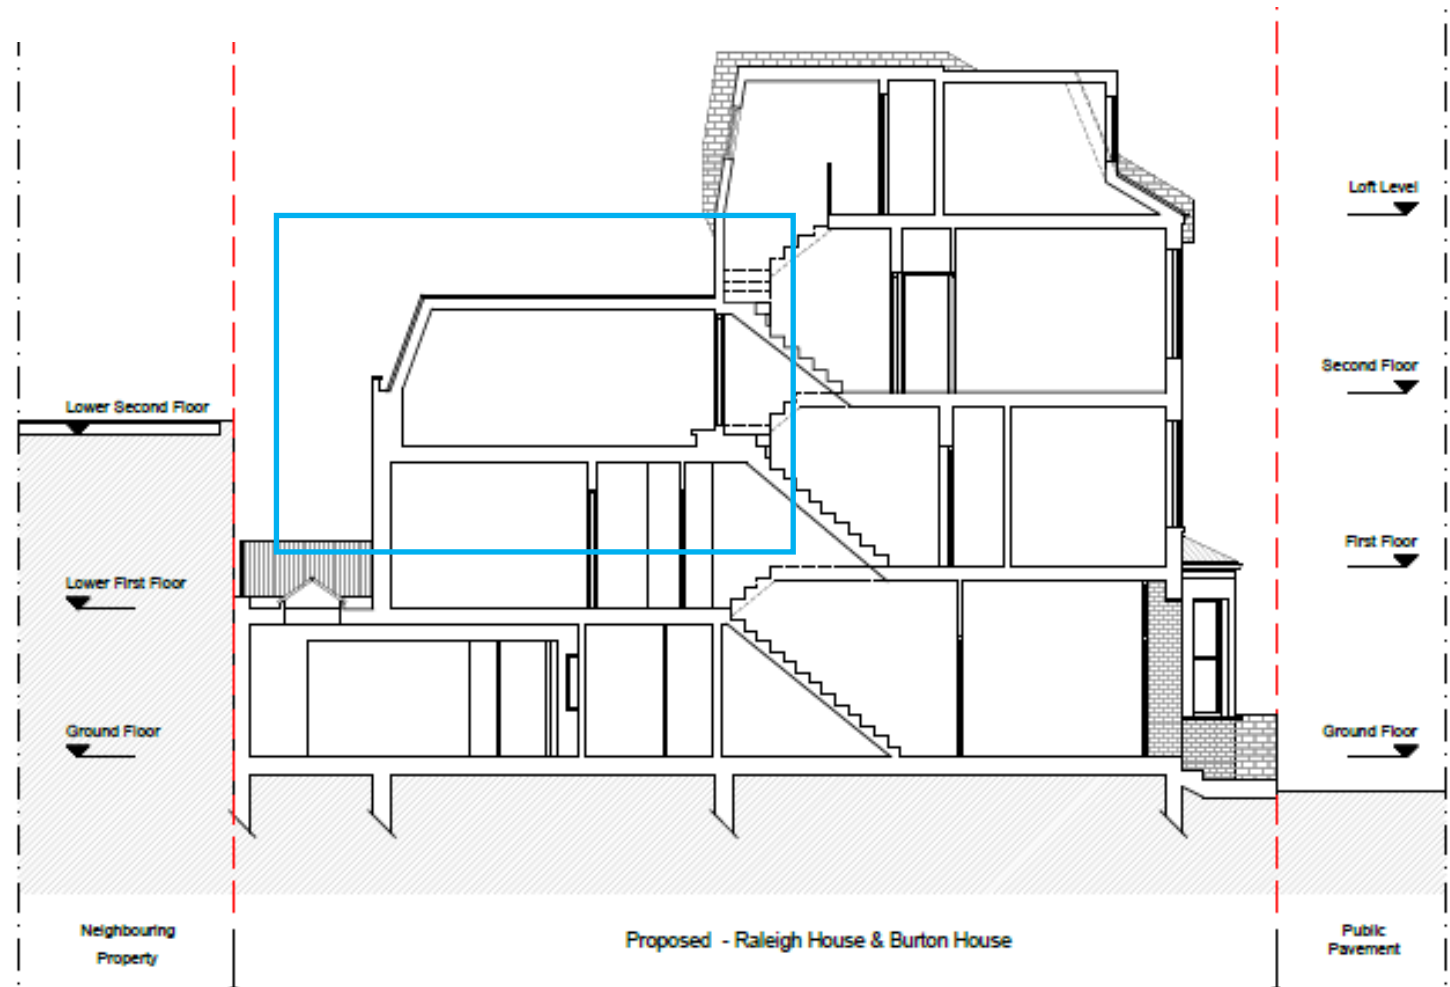 Loft Level
Second Floor
Lower Second Floor
First Floor
Lower First Floor
Ground Floor
Ground Floor
Neighbouring
Property
Proposed - Raleigh House & Burton House
Public
Pavement